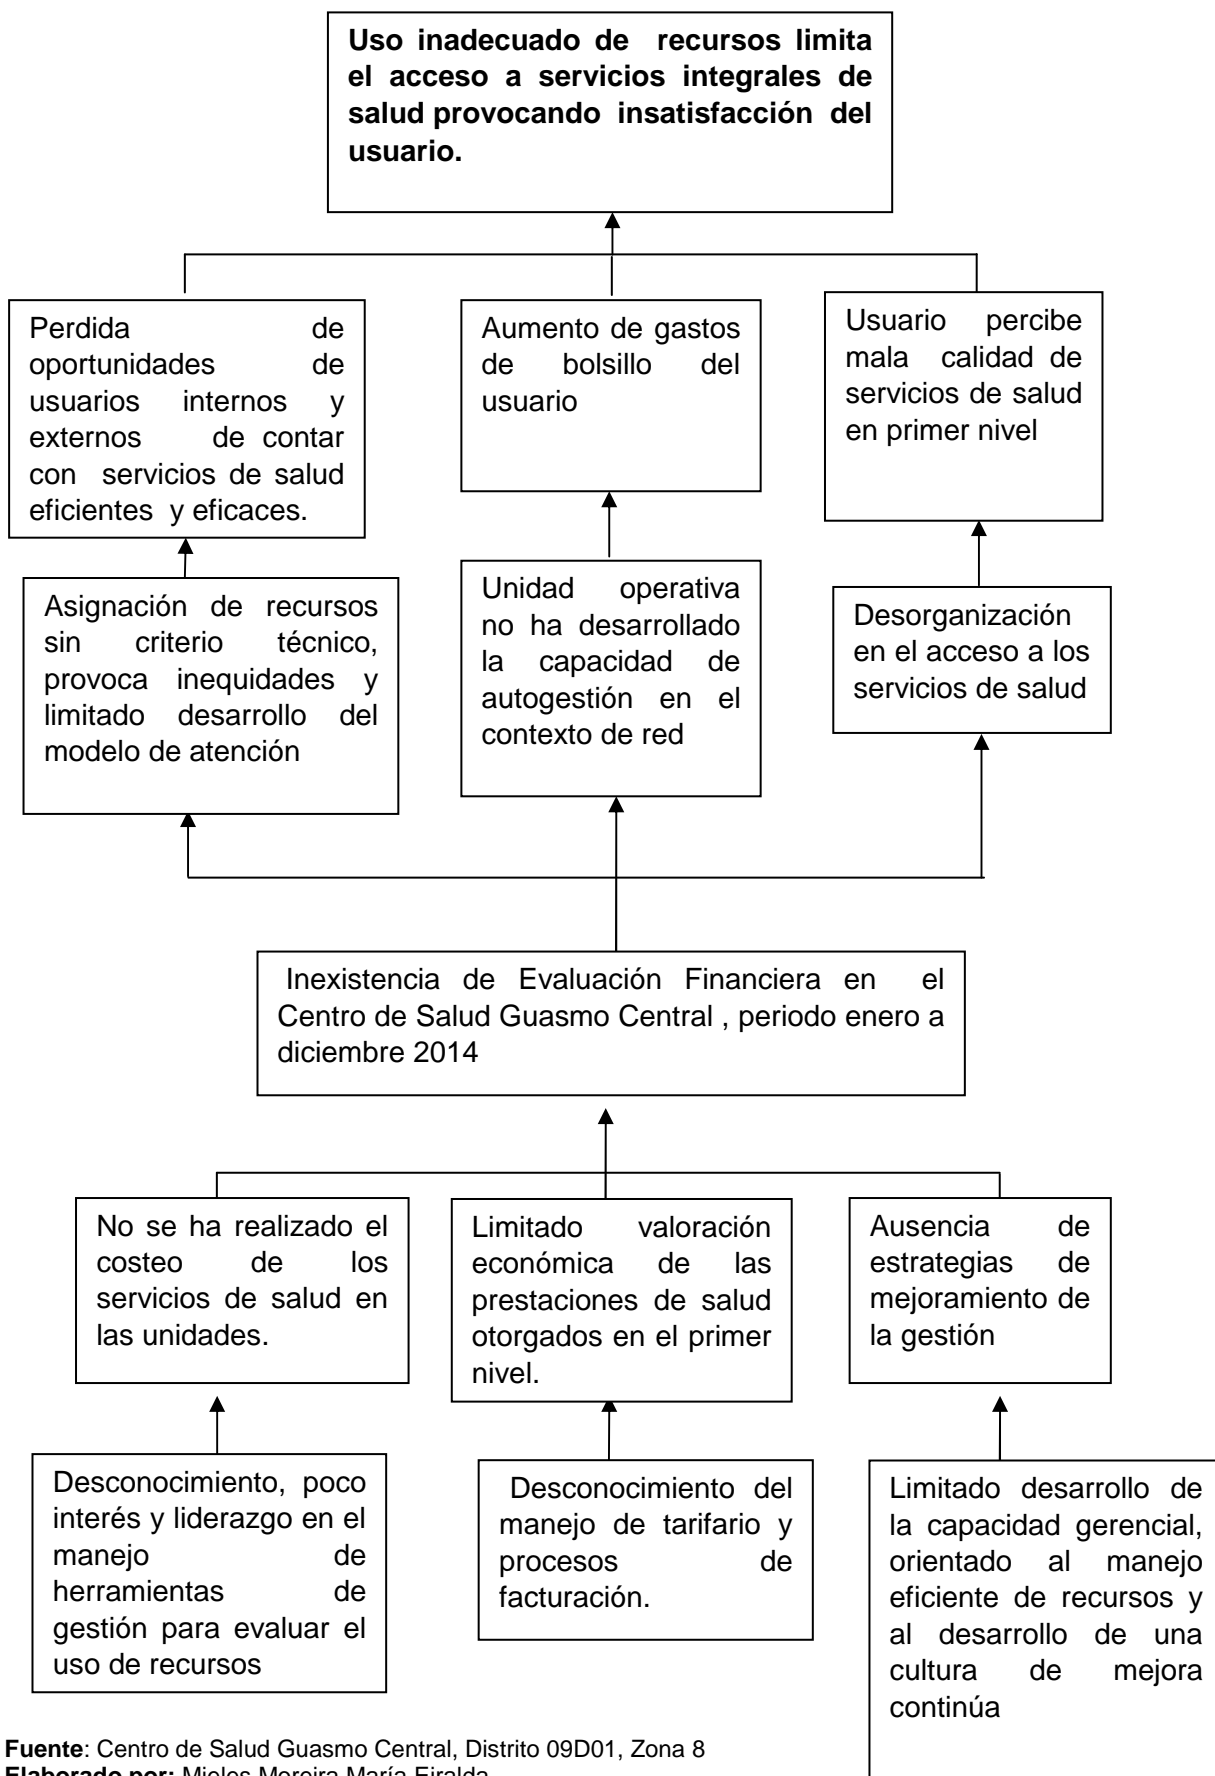 Uso inadecuado de recursos limita
el acceso a servicios integrales de
salud provocando insatisfacción del
usuario.
Perdida de
oportunidades de
usuarios internos y
externos de contar
con servicios de salud
eficientes y eficaces.
Aumento de gastos
de bolsillo del
usuario
Usuario percibe
mala calidad de
servicios de salud
en primer nivel
Asignación de recursos
sin criterio técnico,
provoca inequidades y
limitado desarrollo del
modelo de atención
Unidad operativa
no ha desarrollado
la capacidad de
autogestión en el
contexto de red
Desorganización
en el acceso a los
servicios de salud
Inexistencia de Evaluación Financiera en el
Centro de Salud Guasmo Central , periodo enero a
diciembre 2014
No se ha realizado el
costeo de los
servicios de salud en
las unidades.
Limitado valoración
económica de las
prestaciones de salud
otorgados en el primer
nivel.
Ausencia de
estrategias de
mejoramiento de
la gestión
Desconocimiento, poco
interés y liderazgo en el
manejo de
herramientas de
gestión para evaluar el
uso de recursos
Desconocimiento del
manejo de tarifario y
procesos de
facturación.
Limitado desarrollo de
la capacidad gerencial,
orientado al manejo
eficiente de recursos y
al desarrollo de una
cultura de mejora
continúa
Fuente: Centro de Salud Guasmo Central, Distrito 09D01, Zona 8
Elaborado por: Mieles Moreira María Eiralda